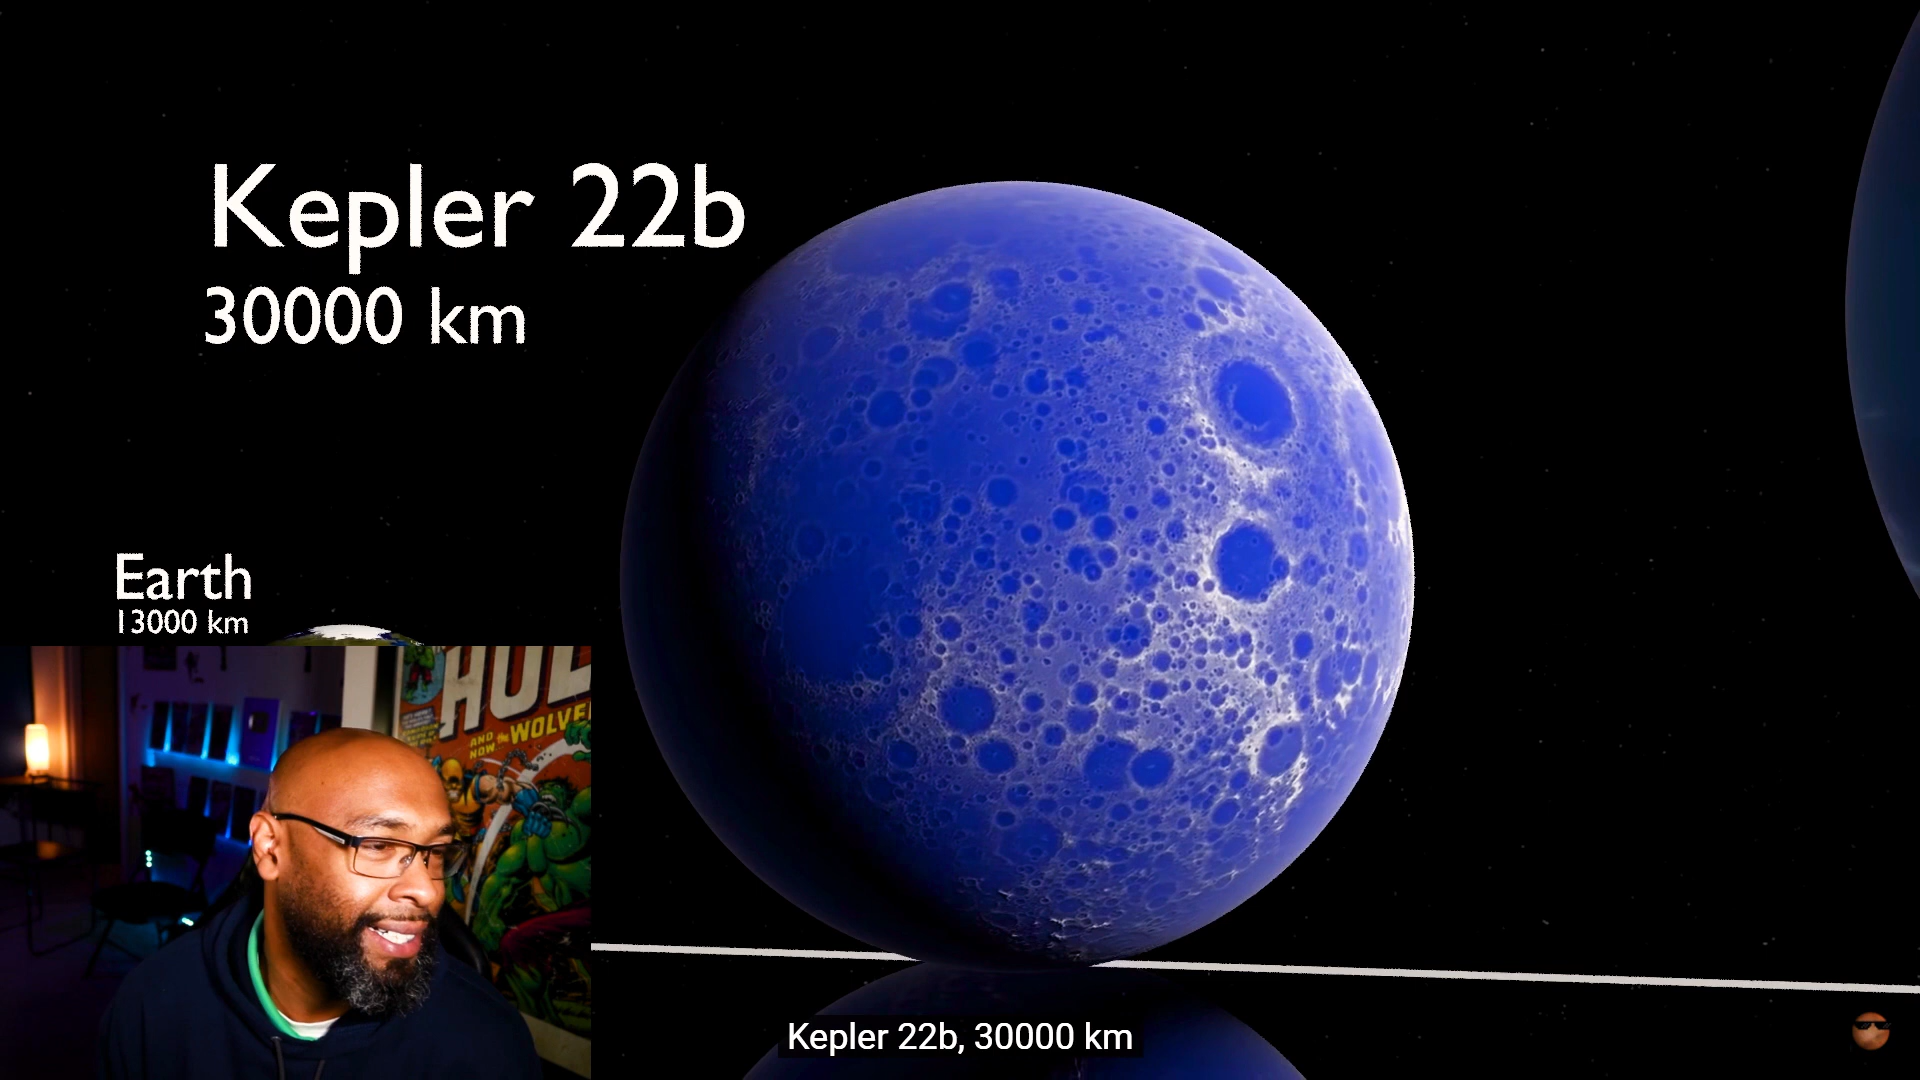 Kepler 22b
30000 km
Earth
13000 km
HUL
AND
NOW the WOLVE
Kepler 22b, 30000 km